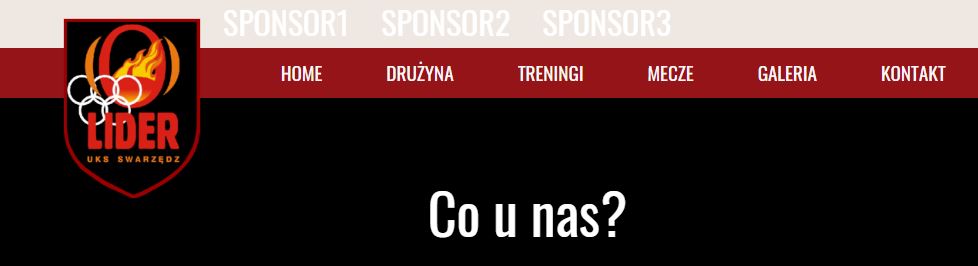 SPONSOR1 SPONSOR2 SPONSOR3
HOME DRUŻYNA TRENINGI MECZE GALERIA KONTAKT
LIDER
UKS SWARZĘDZ
Co u nas?